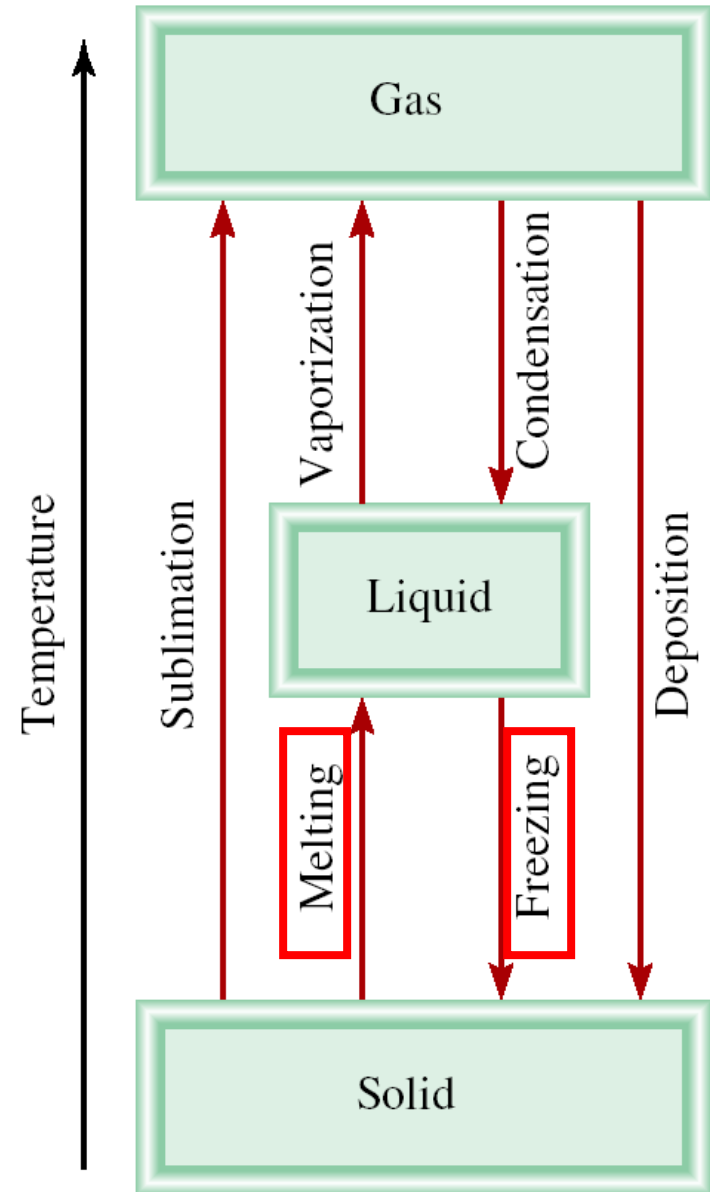 Gas
Temperature
Sublimation
Vaporization
Condensation
Deposition
Liquid
Melting
Freezing
Solid